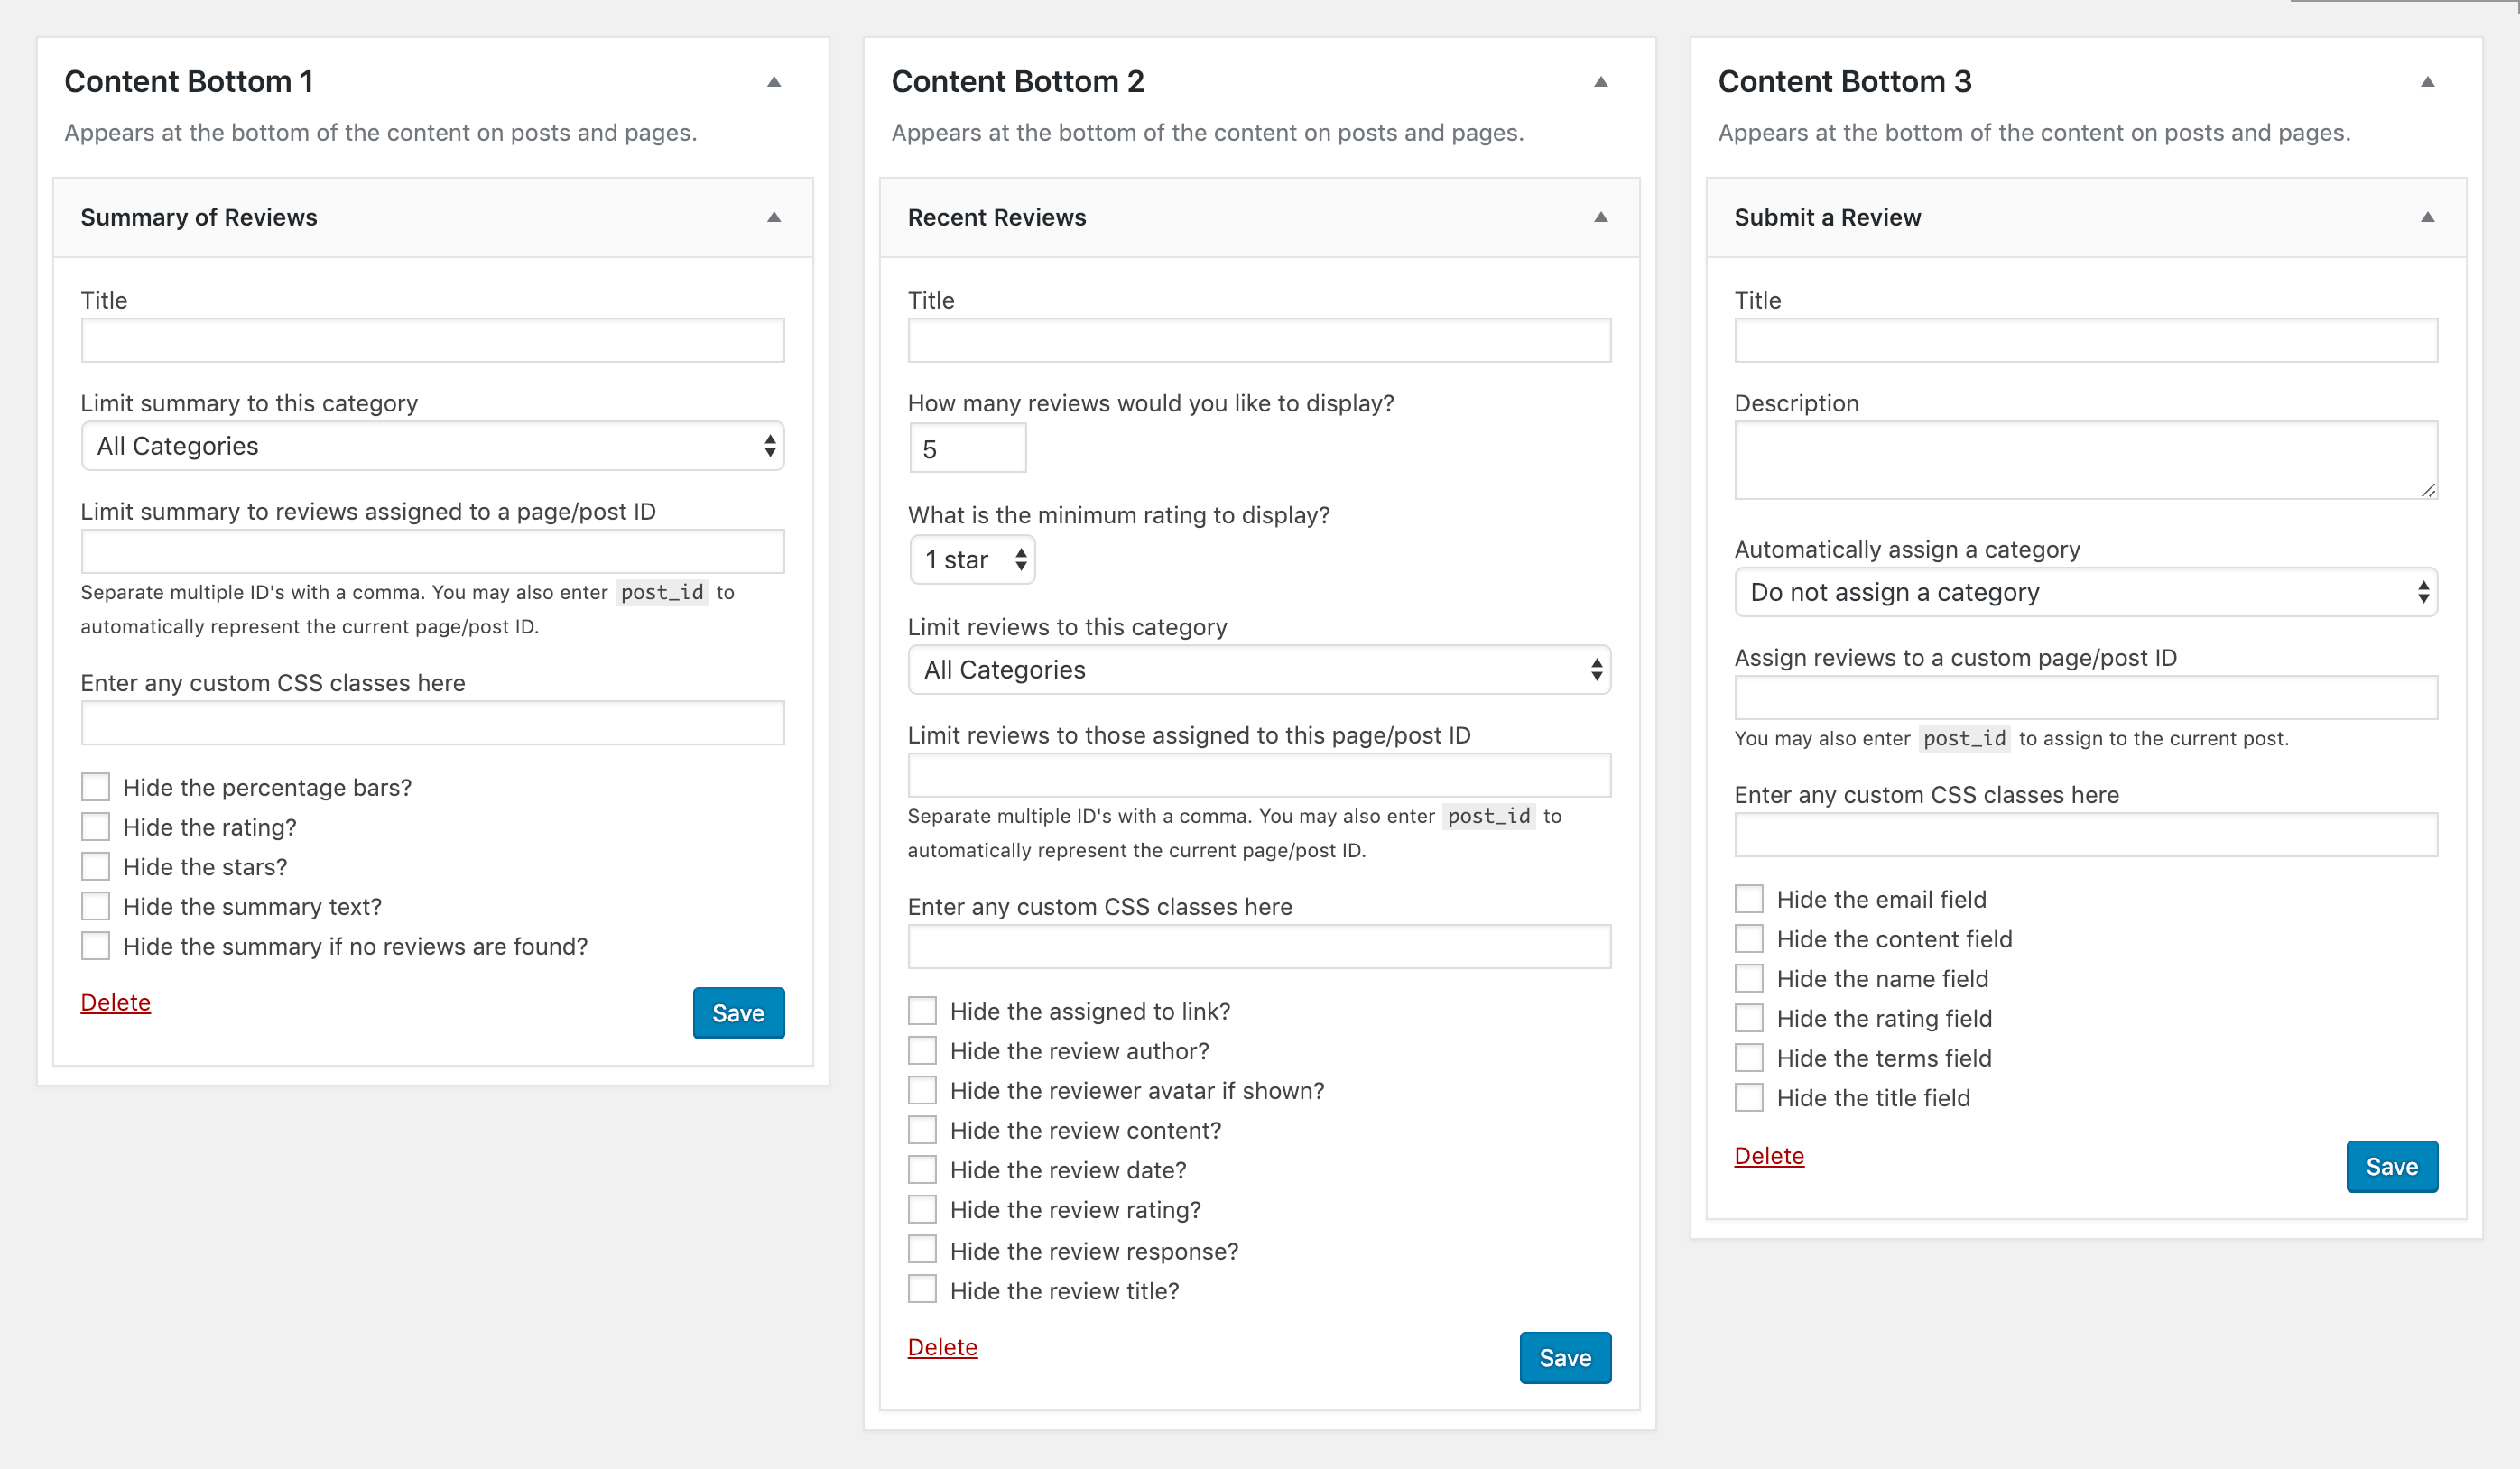 Content Bottom 1
Appears at the bottom of the content on posts and pages.
Summary of Reviews
Title
Limit summary to this category
All Categories
Limit summary to reviews assigned to a page/post ID
Separate multiple ID's with a comma. You may also enter post_id to
automatically represent the current page/post ID.
Enter any custom CSS classes here
Hide the percentage bars?
Hide the rating?
Hide the stars?
Hide the summary text?
Hide the summary if no reviews are found?
Delete
Save
Content Bottom 2
Appears at the bottom of the content on posts and pages.
Recent Reviews
Title
How many reviews would you like to display?
5
What is the minimum rating to display?
1 star
Limit reviews to this category
All Categories
Limit reviews to those assigned to this page/post ID
Separate multiple ID's with a comma. You may also enter post_id to
automatically represent the current page/post ID.
Enter any custom CSS classes here
Hide the assigned to link?
Hide the review author?
Hide the reviewer avatar if shown?
Hide the review content?
Hide the review date?
Hide the review rating?
Hide the review response?
Hide the review title?
Delete
Save
Content Bottom 3
Appears at the bottom of the content on posts and pages.
Submit a Review
Title
Description
Automatically assign a category
Do not assign a category
Assign reviews to a custom page/post ID
You may also enter post_id to assign to the current post.
Enter any custom CSS classes here
Hide the email field
Hide the content field
Hide the name field
Hide the rating field
Hide the terms field
Hide the title field
Delete
Save